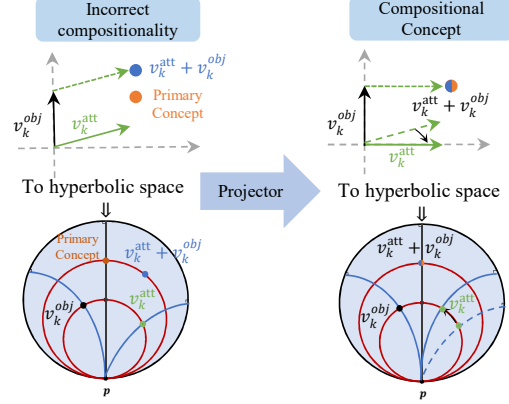 Incorrect
compositionality
v_k^att + v_k^obj
Primary
Concept
v_k^obj
v_k^att
To hyperbolic space
⇓
Primary
Concept
v_k^att + v_k^obj
v_k^obj
v_k^att
p
Projector
Compositional
Concept
v_k^obj
v_k^att + v_k^obj
v_k^att
To hyperbolic space
⇓
v_k^att + v_k^obj
v_k^obj
v_k^att
p